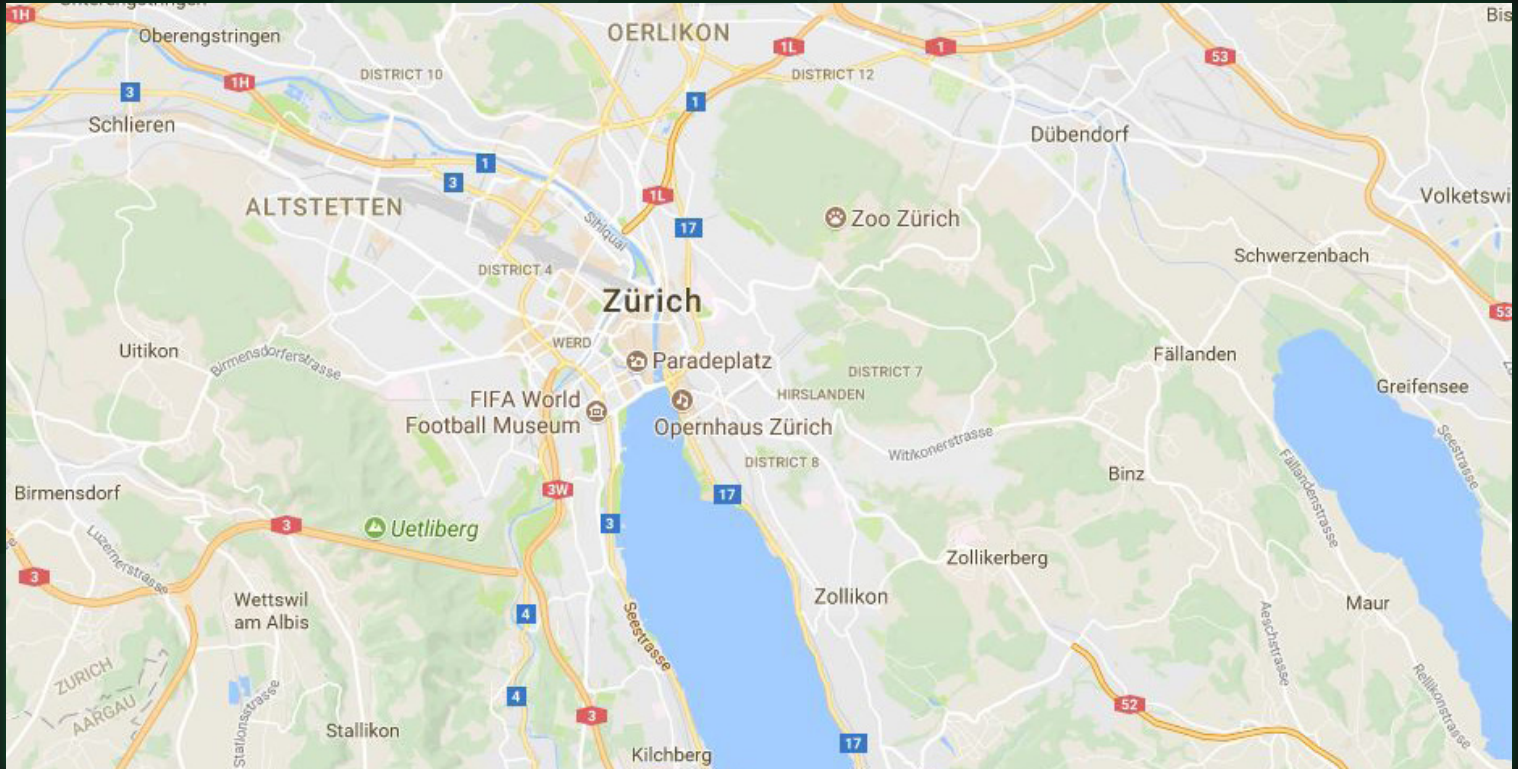 1H
Oberengstringen
OERLIKON
1L
1
53
DISTRICT 10
DISTRICT 12
1H
3
1
Schlieren
Dübendorf
1
3
ALTSTETTEN
1L
Sihlquai
17
Zoo Zürich
Schwerzenbach
DISTRICT 4
Zürich
53
WERD
Uitikon
Birmensdorferstrasse
Paradeplatz
Fällanden
DISTRICT 7
Greifensee
HIRSLANDEN
FIFA World
Football Museum
Opernhaus Zürich
Witikonerstrasse
Seestrasse
DISTRICT 8
Binz
Fällandenstrasse
Birmensdorf
3W
17
3
3
Uetliberg
Luzernerstrasse
Zollikerberg
3
Wettswil
am Albis
4
Zollikon
Maur
Seestrasse
Aeschstrasse
ZURICH
AARGAU
4
3
52
Rellikonstrasse
Stationsstrasse
Stallikon
Kilchberg
17